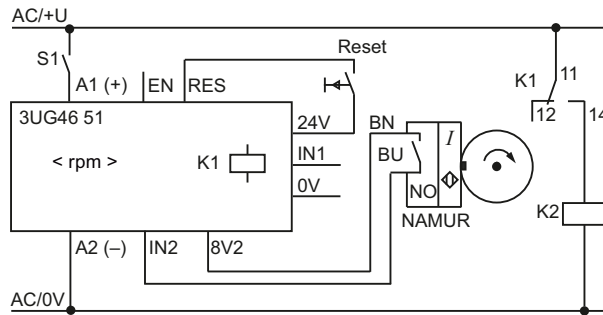 AC/+U
S1
A1 (+)
EN
RES
Reset
3UG46 51
< rpm >
K1
24V
IN1
0V
A2 (–)
IN2
8V2
BN
BU
NO
I
NAMUR
K1
11
12
14
K2
AC/0V